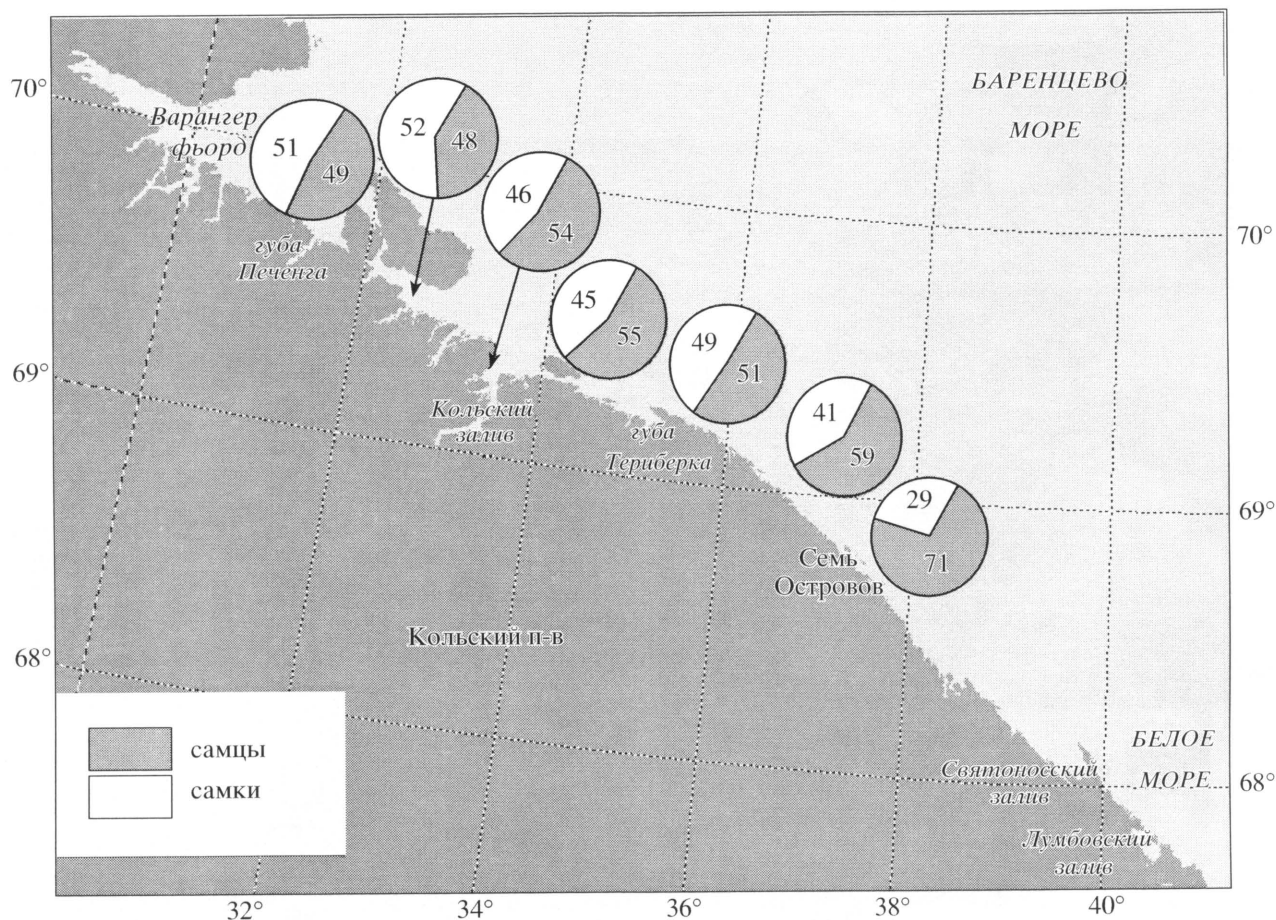 70°
БАРЕНЦЕВО
МОРЕ
Варангер
фьорд
51
49
52
48
46
54
губа
Печенга
70°
45
55
49
51
69°
Кольский
залив
губа
Териберка
41
59
29
71
69°
Семь
Островов
Кольский п-в
68°
самцы
самки
БЕЛОЕ
МОРЕ
Святоносский
залив
68°
Лумбовский
залив
32°
34°
36°
38°
40°